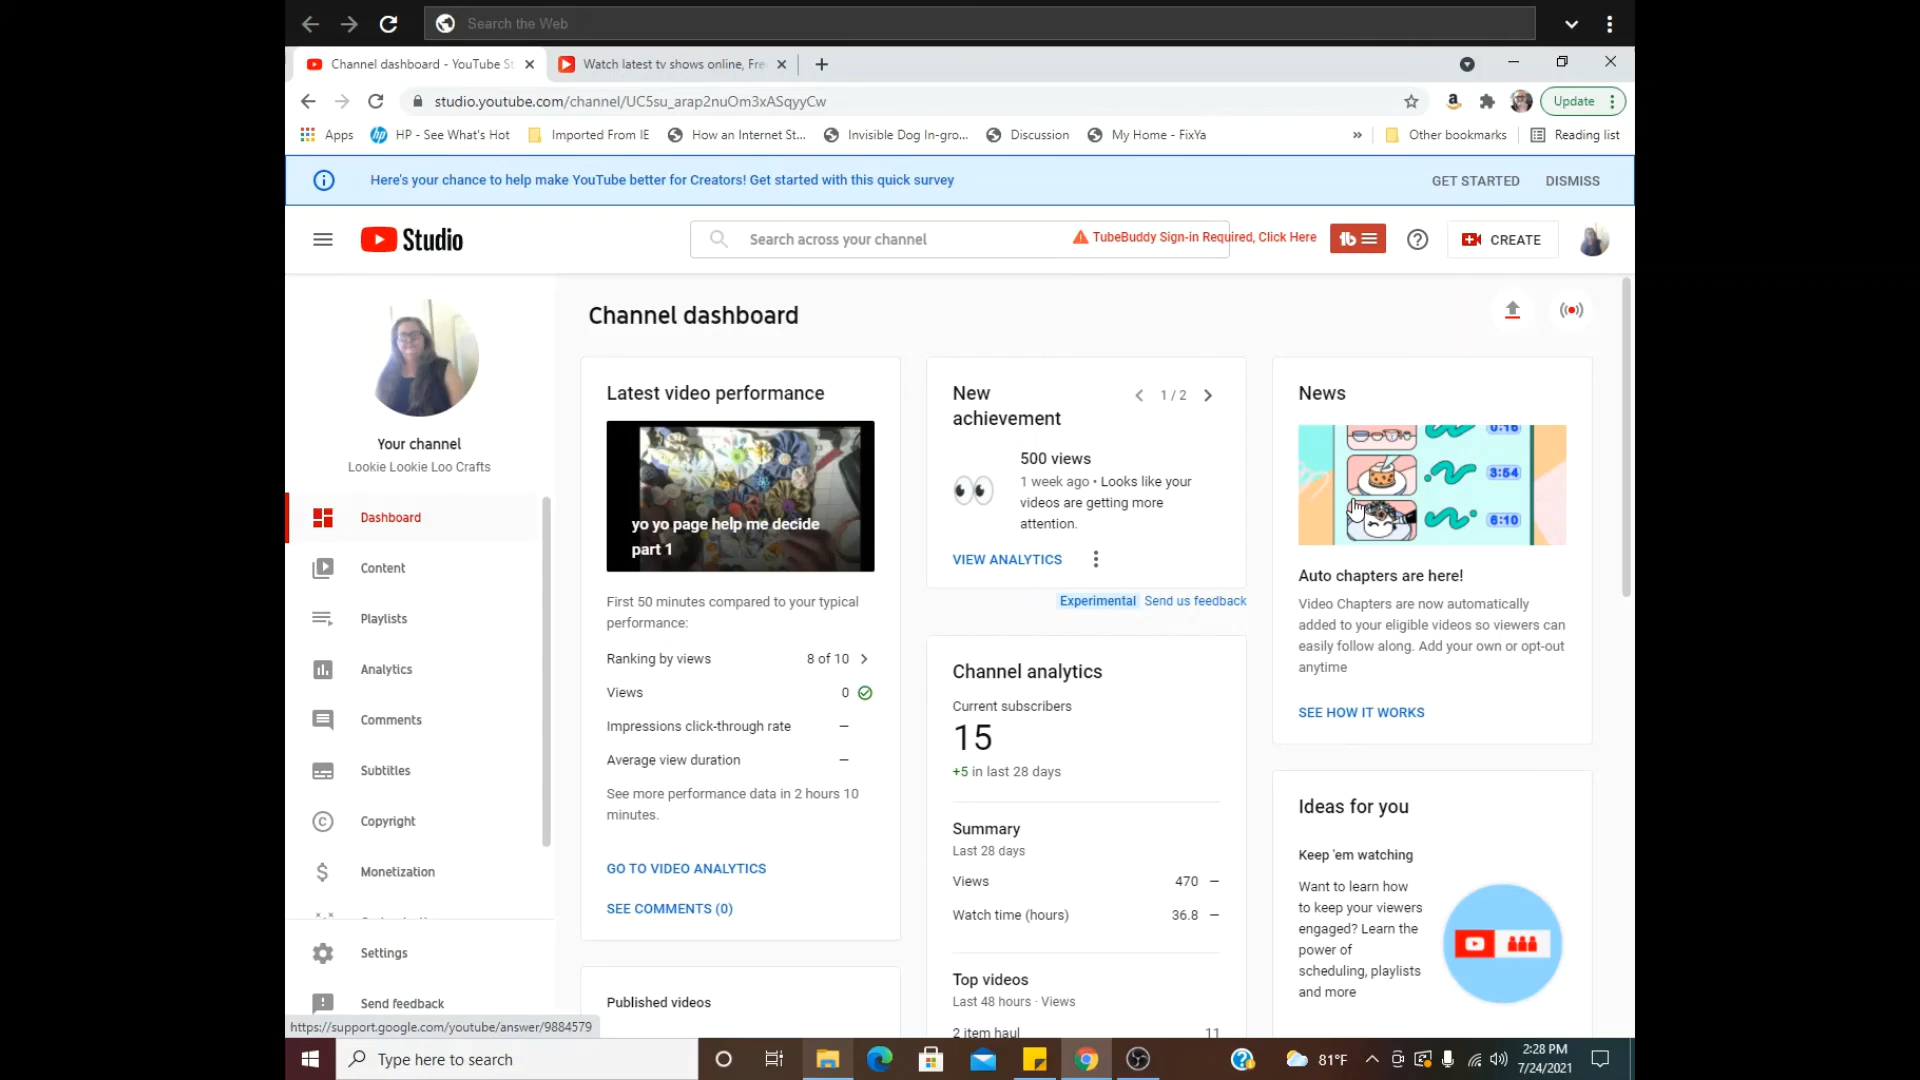 Search the Web
Channel dashboard - YouTube St
Watch latest tv shows online, Fre
studio.youtube.com/channel/UC5su_arap2nuOm3xASqyyCw
Update
Apps
HP - See What's Hot
Imported From IE
How an Internet St...
Invisible Dog In-gro...
Discussion
My Home - FixYa
»
Other bookmarks
Reading list
Here's your chance to help make YouTube better for Creators! Get started with this quick survey
GET STARTED
DISMISS
Studio
Search across your channel
TubeBuddy Sign-in Required, Click Here
tb
CREATE
Your channel
Lookie Lookie Loo Crafts
Dashboard
Content
Playlists
Analytics
Comments
Subtitles
Copyright
Monetization
Settings
Send feedback
https://support.google.com/youtube/answer/9884579
Channel dashboard
Latest video performance
yo yo page help me decide
part 1
First 50 minutes compared to your typical
performance:
Ranking by views 8 of 10
Views 0
Impressions click-through rate –
Average view duration –
See more performance data in 2 hours 10
minutes.
GO TO VIDEO ANALYTICS
SEE COMMENTS (0)
Published videos
New
achievement
1 / 2
500 views
1 week ago • Looks like your
videos are getting more
attention.
VIEW ANALYTICS
Experimental Send us feedback
Channel analytics
Current subscribers
15
+5 in last 28 days
Summary
Last 28 days
Views 470 –
Watch time (hours) 36.8 –
Top videos
Last 48 hours · Views
2 item haul 11
News
0:16
3:54
6:10
Auto chapters are here!
Video Chapters are now automatically
added to your eligible videos so viewers can
easily follow along. Add your own or opt-out
anytime
SEE HOW IT WORKS
Ideas for you
Keep 'em watching
Want to learn how
to keep your viewers
engaged? Learn the
power of
scheduling, playlists
and more
Type here to search
81°F
2:28 PM
7/24/2021